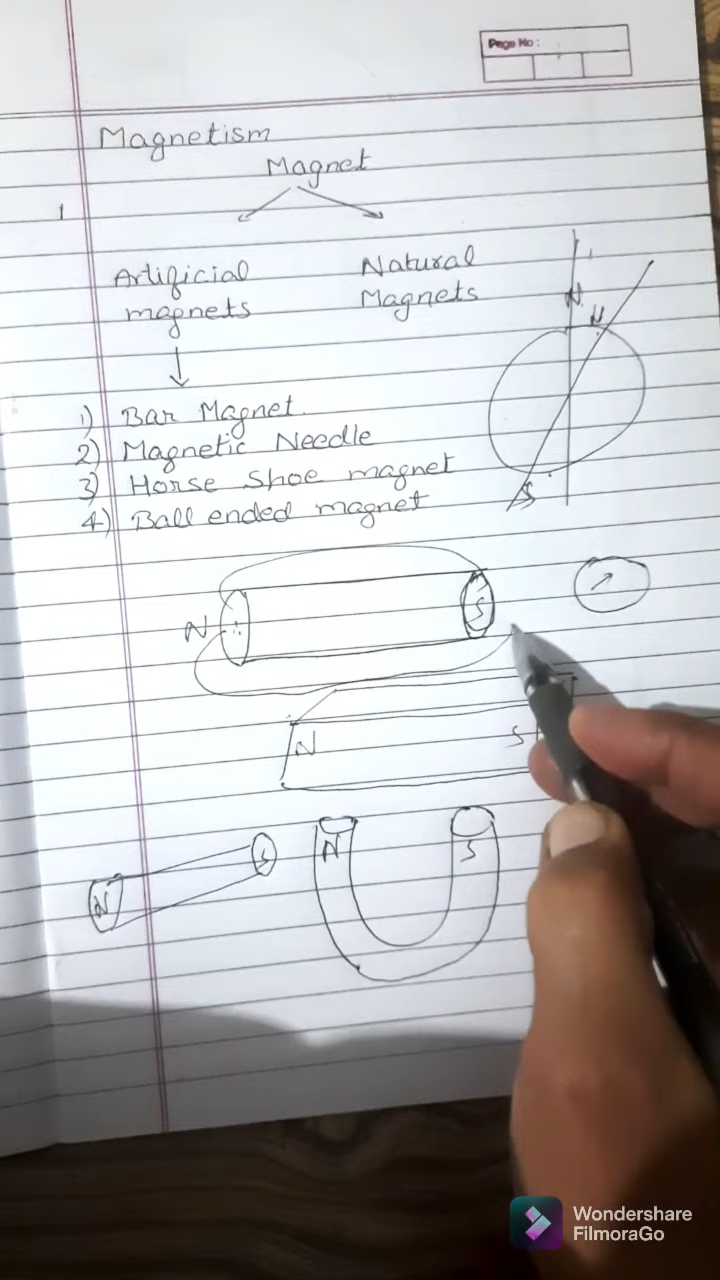 Page No :
Magnetism
Magnet
1
Artificial
magnets
Natural
Magnets
1) Bar Magnet.
2) Magnetic Needle
3) Horse Shoe magnet
4) Ball ended magnet
N
N
S
N
S
N
S
N
S
N
S
Wondershare
FilmoraGo